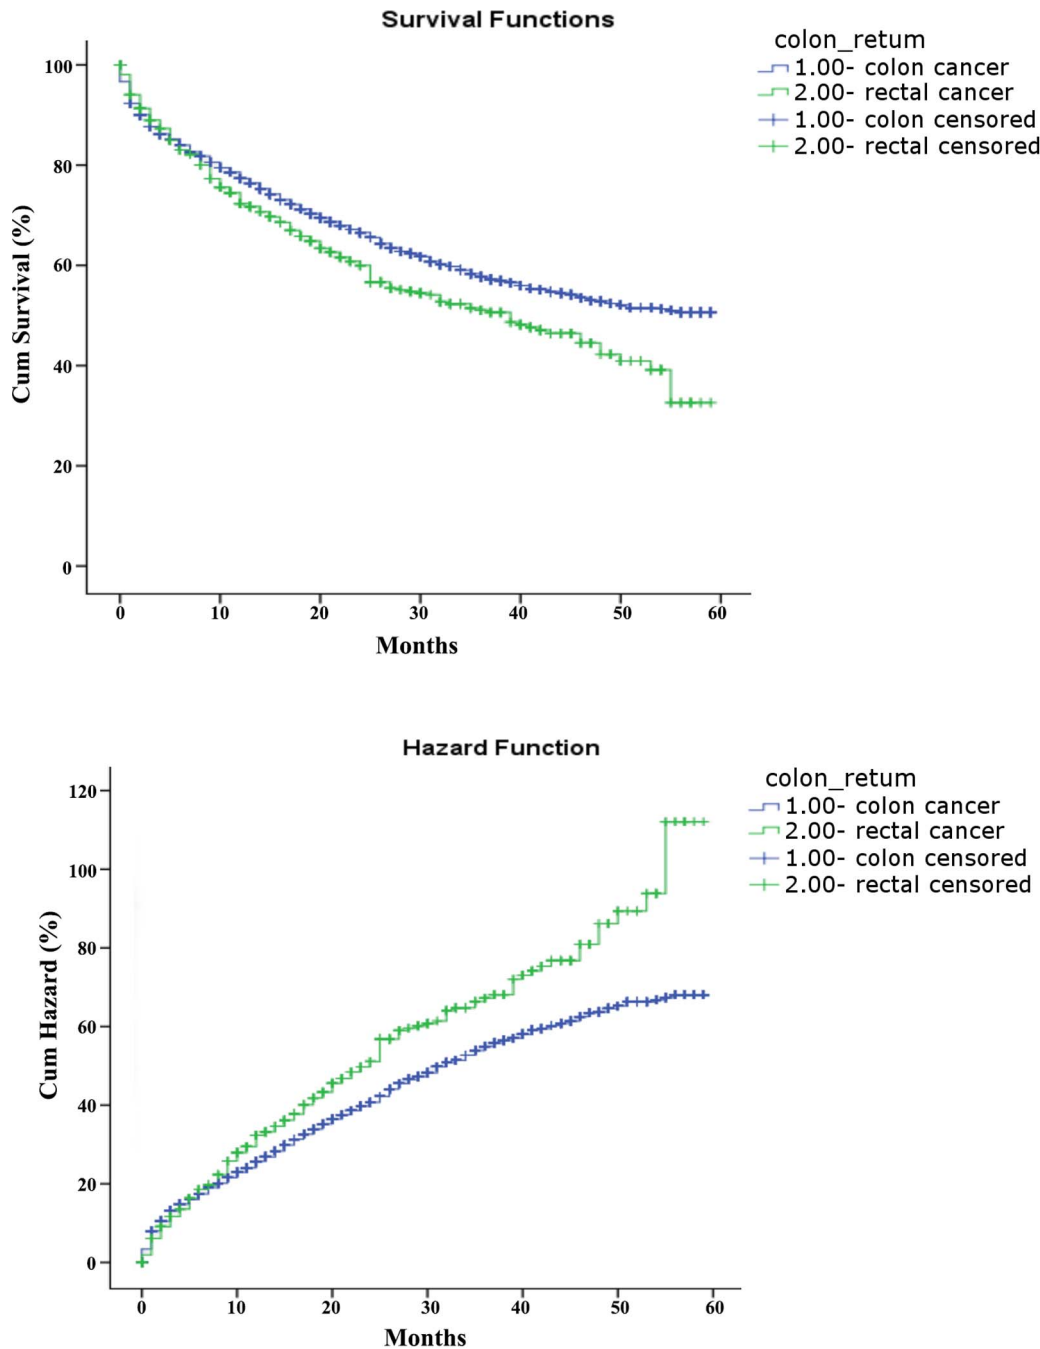 Survival Functions
colon_retum
1.00- colon cancer
2.00- rectal cancer
1.00- colon censored
2.00- rectal censored
100
80
60
40
20
0
Cum Survival (%)
0 10 20 30 40 50 60
Months
Hazard Function
colon_retum
1.00- colon cancer
2.00- rectal cancer
1.00- colon censored
2.00- rectal censored
120
100
80
60
40
20
0
Cum Hazard (%)
0 10 20 30 40 50 60
Months